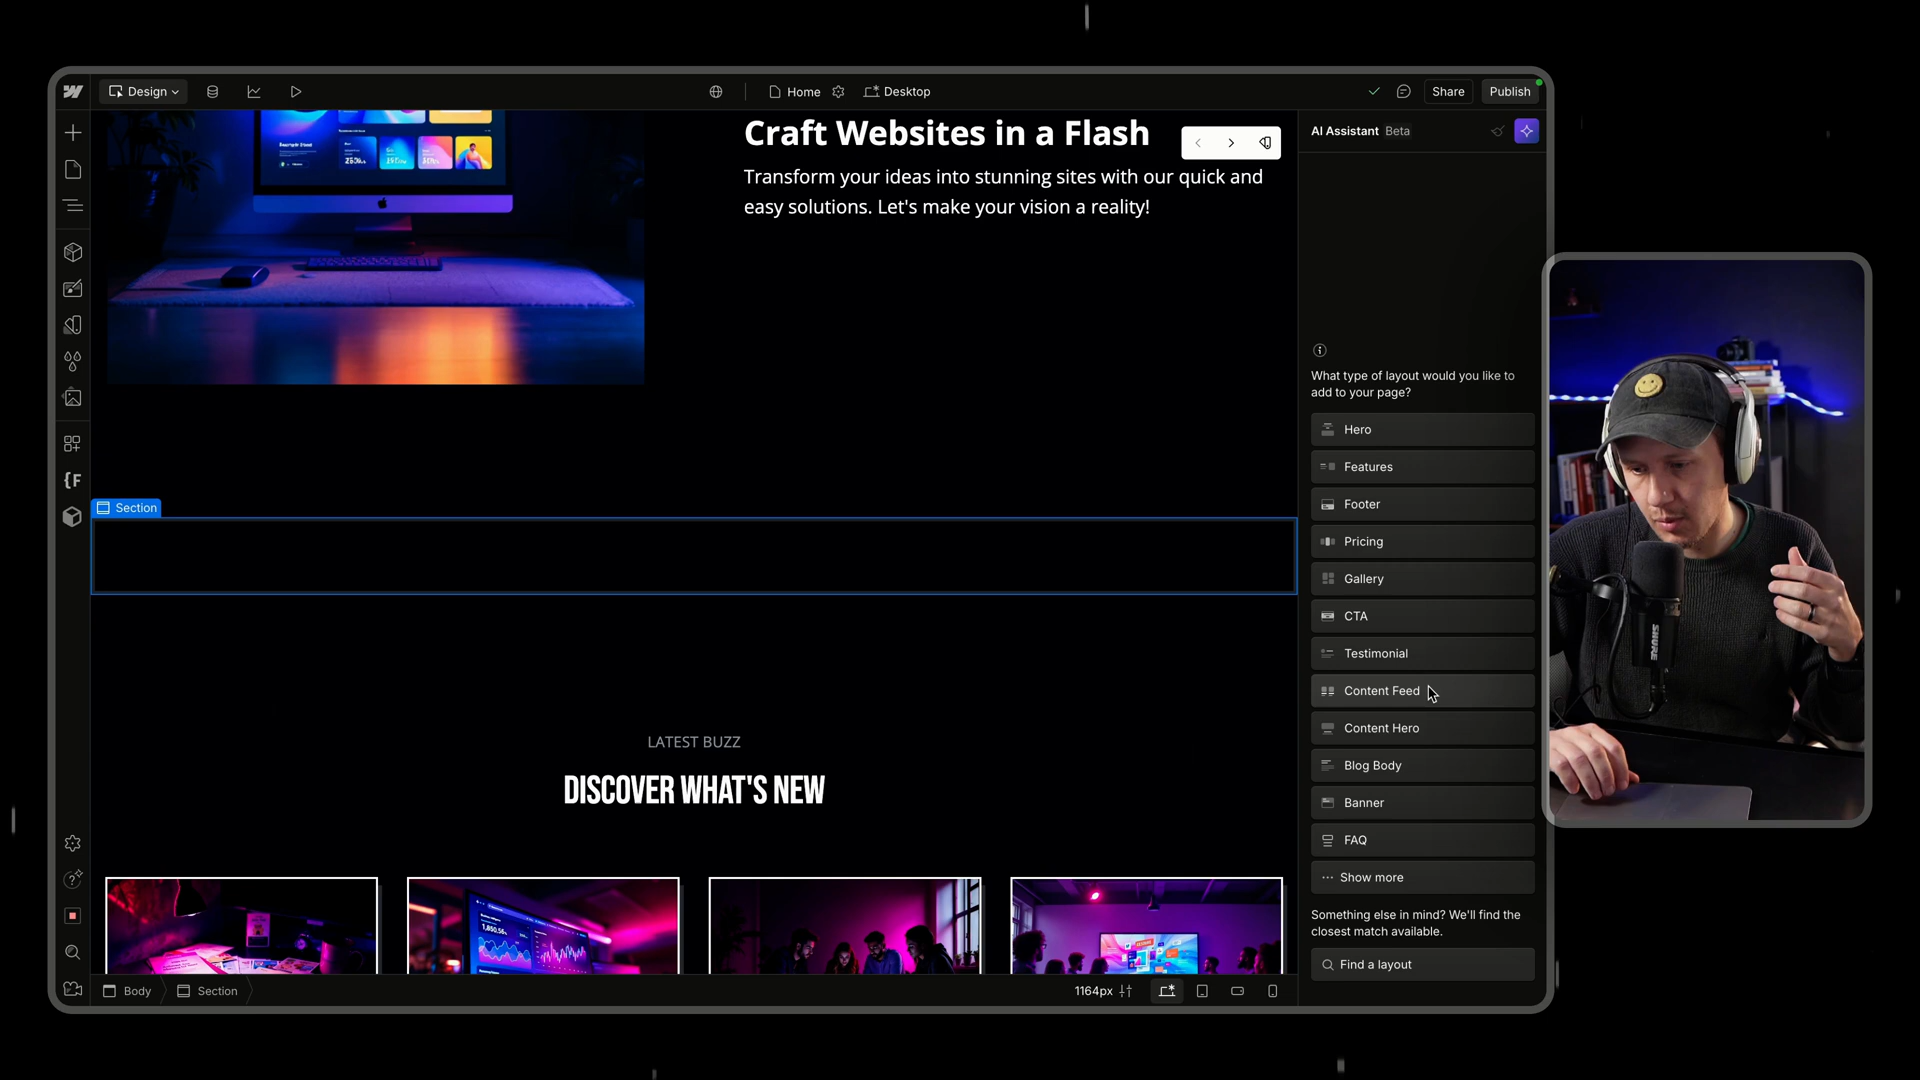 Design
Home
Desktop
Share
Publish
AI Assistant Beta
Craft Websites in a Flash
Transform your ideas into stunning sites with our quick and
easy solutions. Let's make your vision a reality!
What type of layout would you like to
add to your page?
Hero
Features
Footer
Pricing
Gallery
CTA
Testimonial
Content Feed
Content Hero
Blog Body
Banner
FAQ
Show more
Something else in mind? We'll find the
closest match available.
Find a layout
Section
LATEST BUZZ
DISCOVER WHAT'S NEW
Body
Section
1164px
SHURE